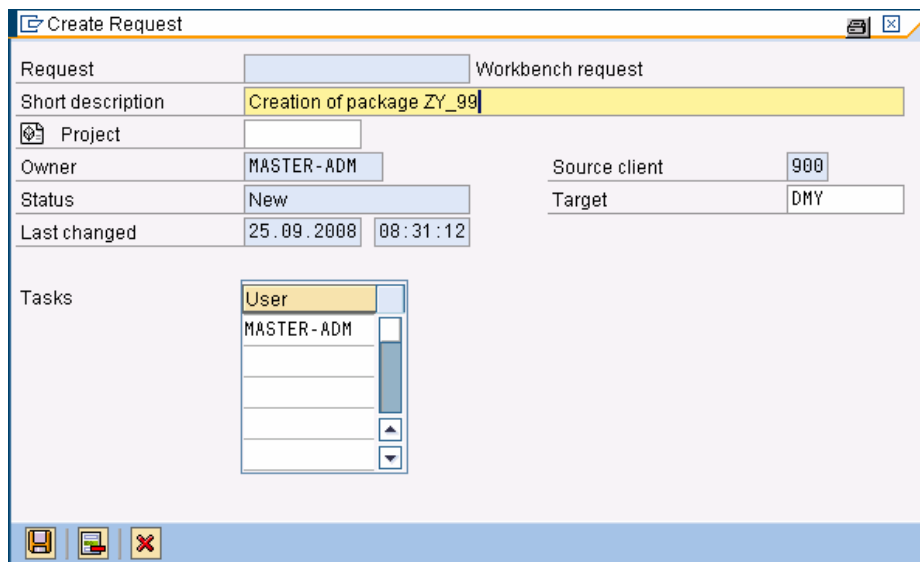 Create Request
Request Workbench request
Short description Creation of package ZY_99
Project
Owner MASTER-ADM Source client 900
Status New Target DMY
Last changed 25.09.2008 08:31:12
Tasks User
MASTER-ADM